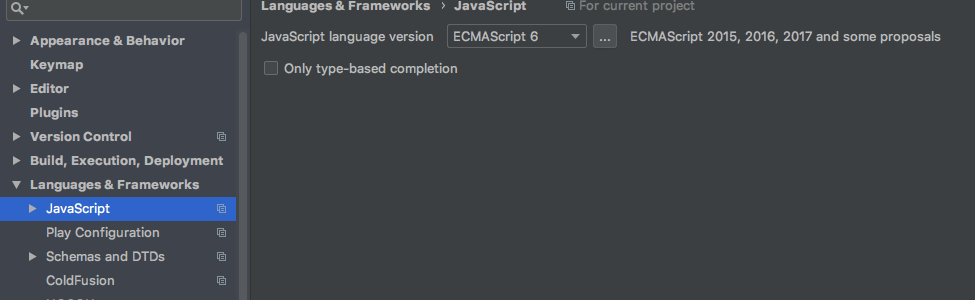 Languages & Frameworks › JavaScript For current project
JavaScript language version ECMAScript 6 ... ECMAScript 2015, 2016, 2017 and some proposals
Only type-based completion
Appearance & Behavior
Keymap
Editor
Plugins
Version Control
Build, Execution, Deployment
Languages & Frameworks
JavaScript
Play Configuration
Schemas and DTDs
ColdFusion